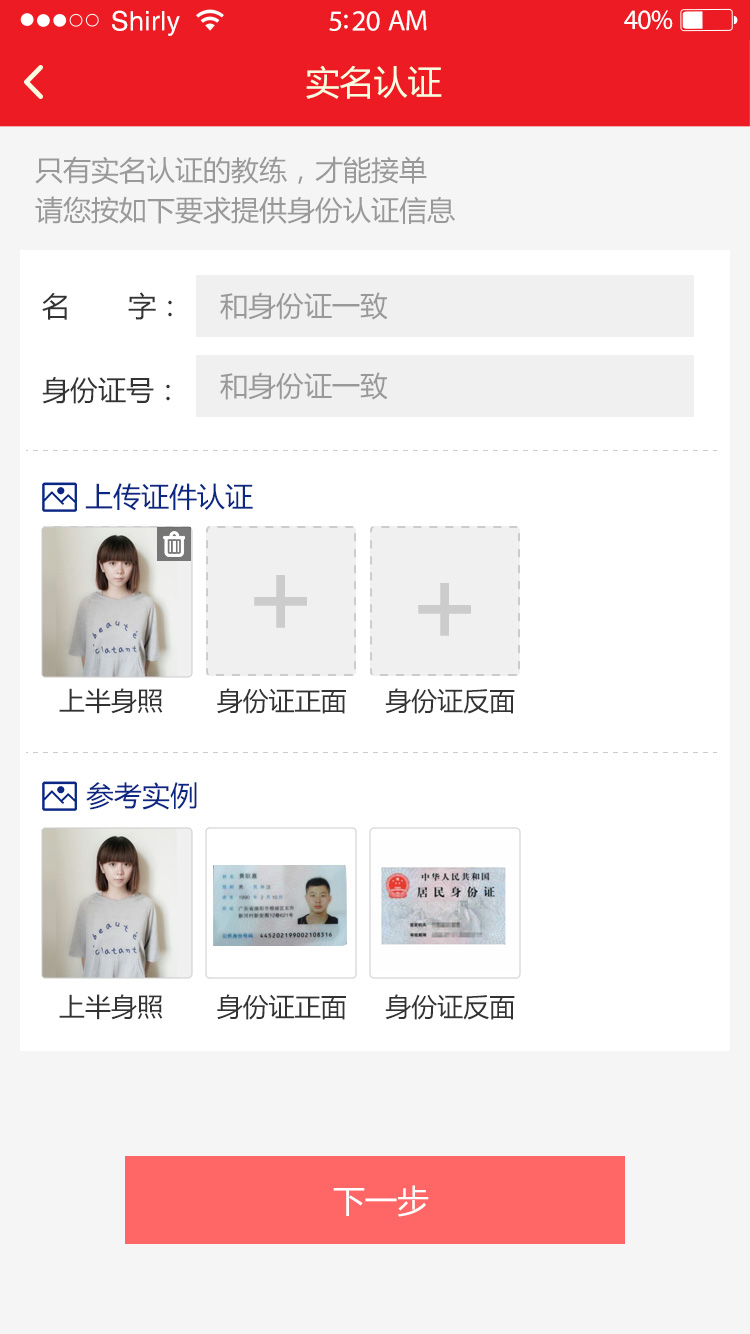 Shirly 5:20 AM 40%
实名认证
只有实名认证的教练，才能接单
请您按如下要求提供身份认证信息
名 字： 和身份证一致
身份证号： 和身份证一致
上传证件认证
beauté
'clatant
上半身照 身份证正面 身份证反面
参考实例
beauté
'clatant
中华人民共和国
居民身份证
上半身照 身份证正面 身份证反面
下一步